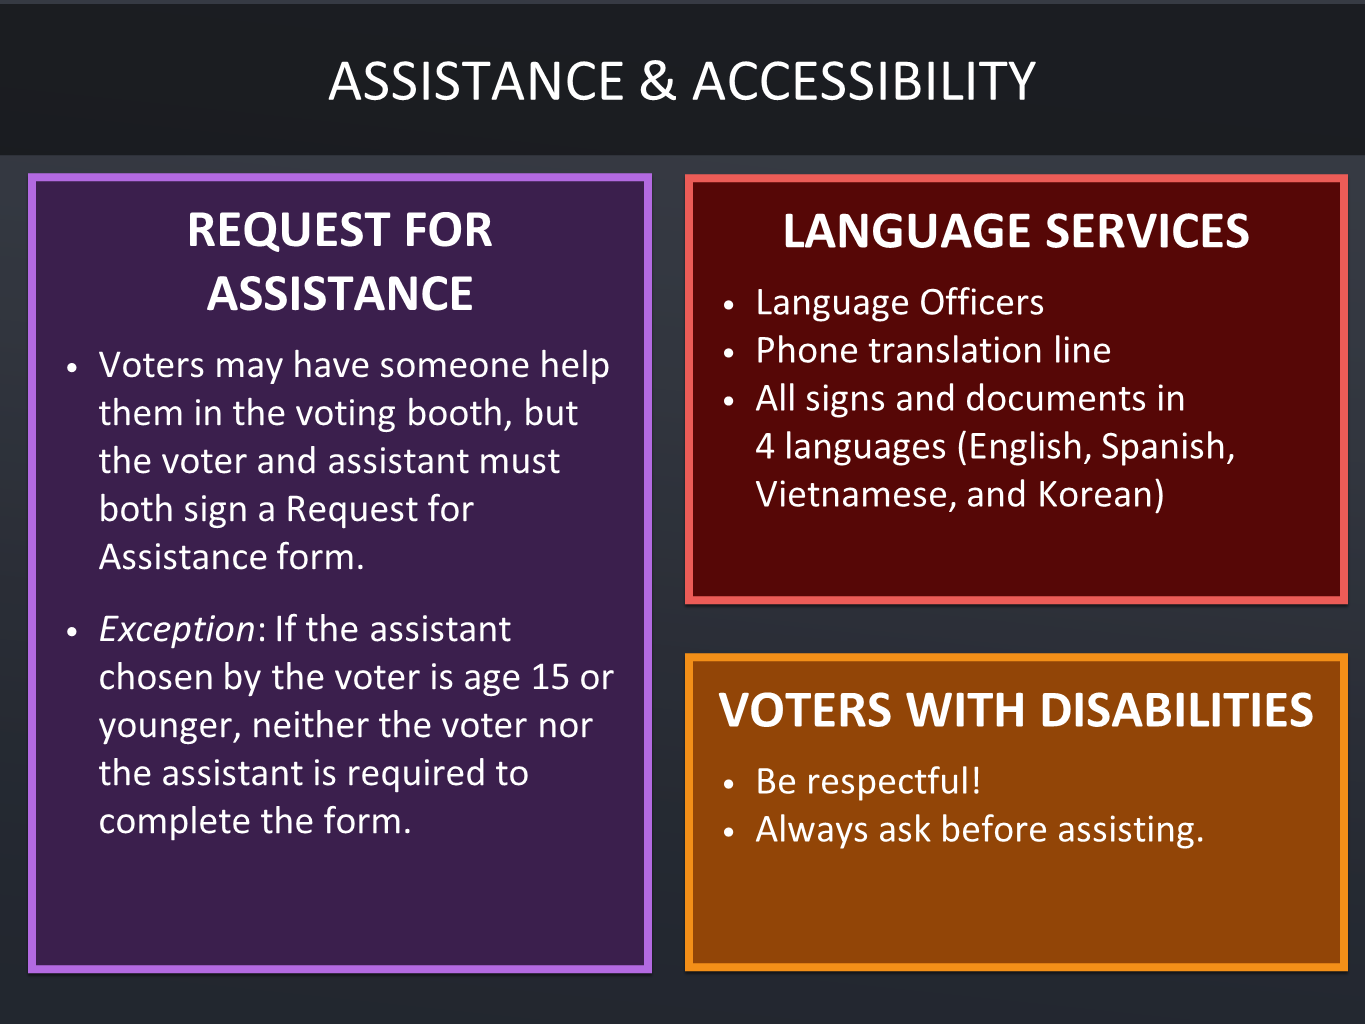 ASSISTANCE & ACCESSIBILITY
REQUEST FOR
ASSISTANCE
• Voters may have someone help
them in the voting booth, but
the voter and assistant must
both sign a Request for
Assistance form.
• Exception: If the assistant
chosen by the voter is age 15 or
younger, neither the voter nor
the assistant is required to
complete the form.
LANGUAGE SERVICES
• Language Officers
• Phone translation line
• All signs and documents in
4 languages (English, Spanish,
Vietnamese, and Korean)
VOTERS WITH DISABILITIES
• Be respectful!
• Always ask before assisting.